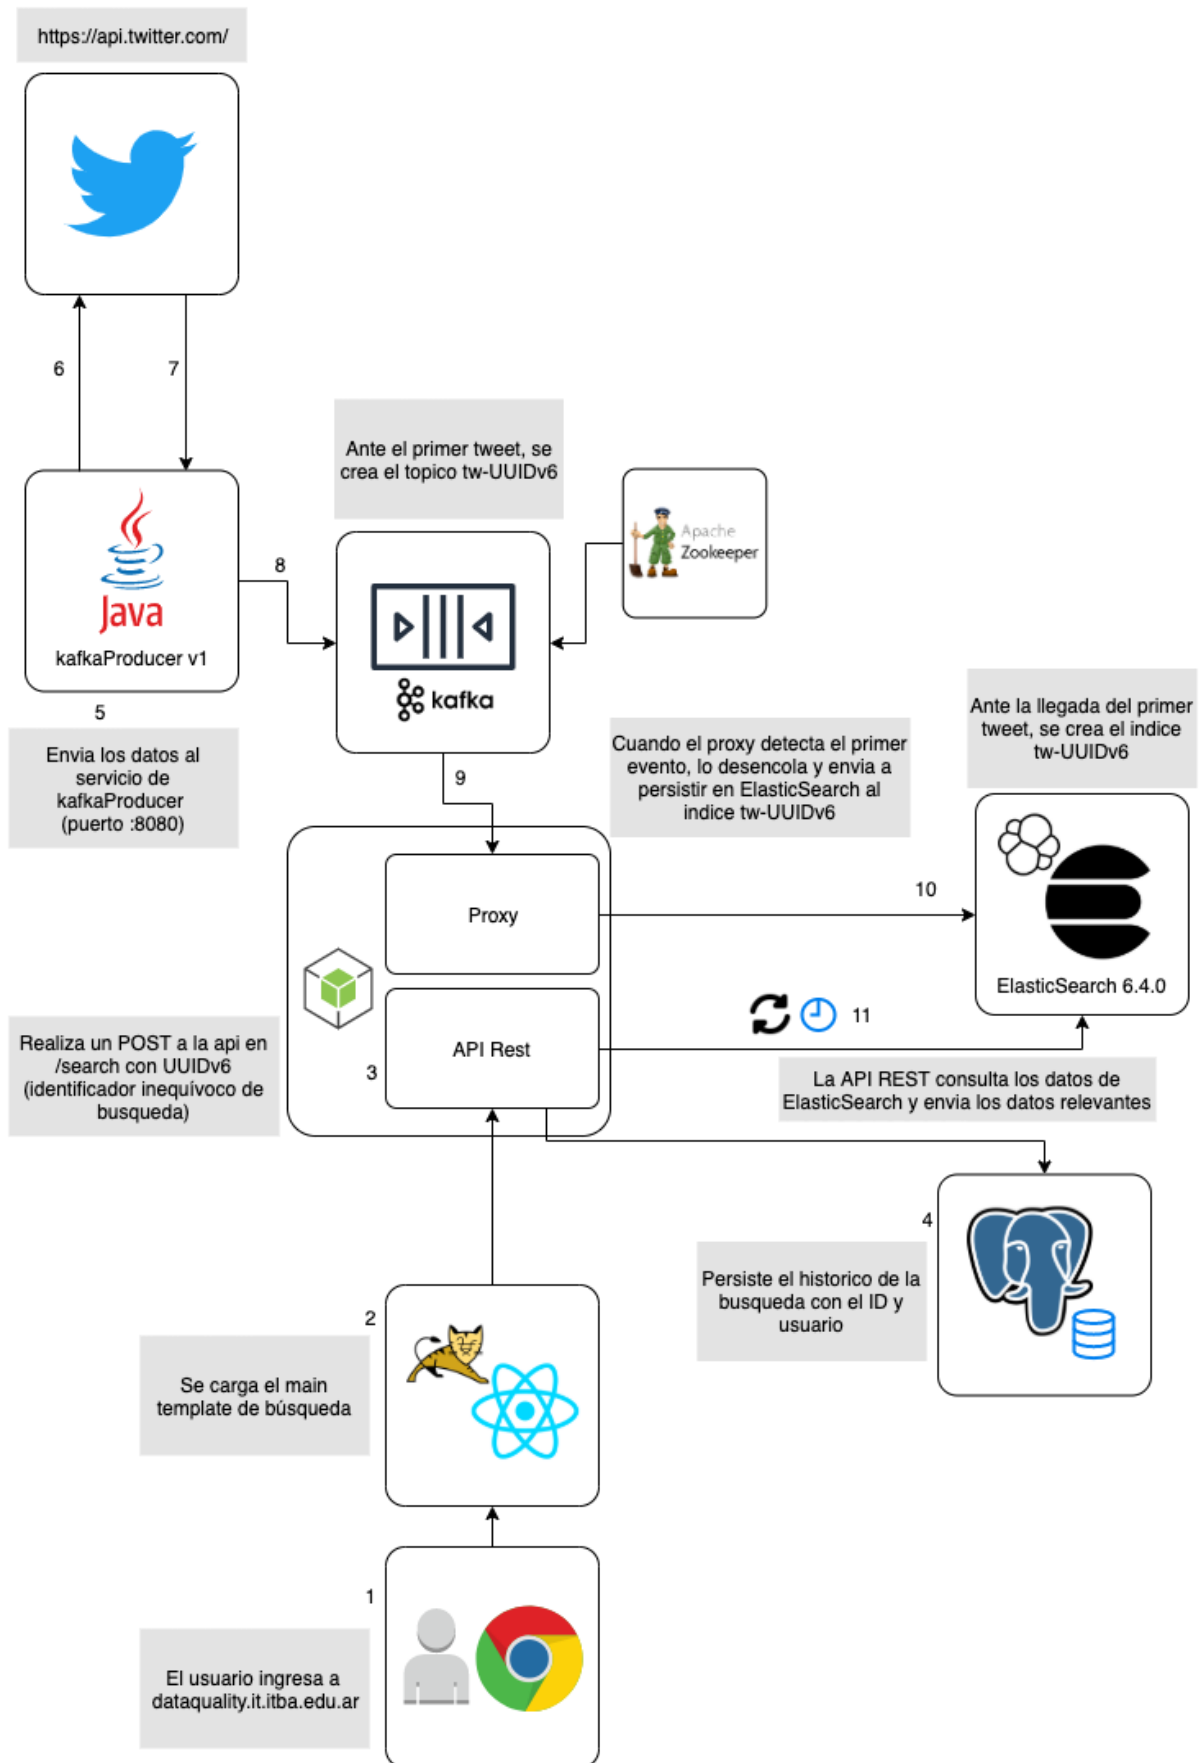 https://api.twitter.com/
6
7
Ante el primer tweet, se
crea el topico tw-UUIDv6
Apache
Zookeeper
Java
kafkaProducer v1
8
kafka
5
Envia los datos al
servicio de
kafkaProducer
(puerto :8080)
9
Cuando el proxy detecta el primer
evento, lo desencola y envia a
persistir en ElasticSearch al
indice tw-UUIDv6
Ante la llegada del primer
tweet, se crea el indice
tw-UUIDv6
Proxy
10
ElasticSearch 6.4.0
Realiza un POST a la api en
/search con UUIDv6
(identificador inequívoco de
busqueda)
3
API Rest
11
La API REST consulta los datos de
ElasticSearch y envia los datos relevantes
4
Persiste el historico de la
busqueda con el ID y
usuario
2
Se carga el main
template de búsqueda
1
El usuario ingresa a
dataquality.it.itba.edu.ar